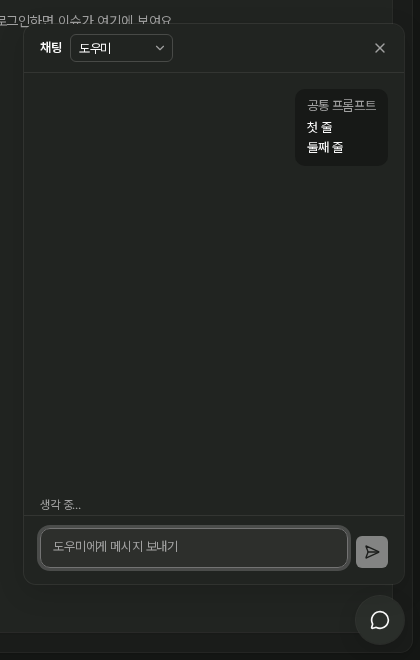 로그인하면 이슈가 여기에 보여요
채팅
도우미
공통 프롬프트
첫 줄
둘째 줄
생각 중…
도우미에게 메시지 보내기